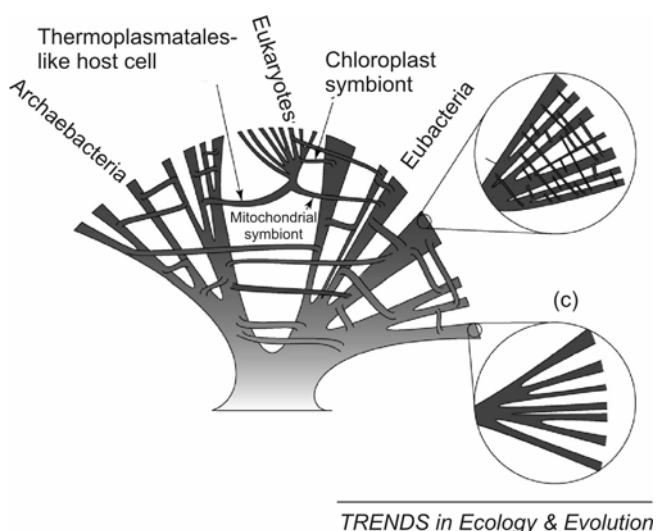 Thermoplasmatales-
like host cell
Eukaryotes
Chloroplast
symbiont
Archaebacteria
Eubacteria
Mitochondrial
symbiont
(c)
TRENDS in Ecology & Evolution